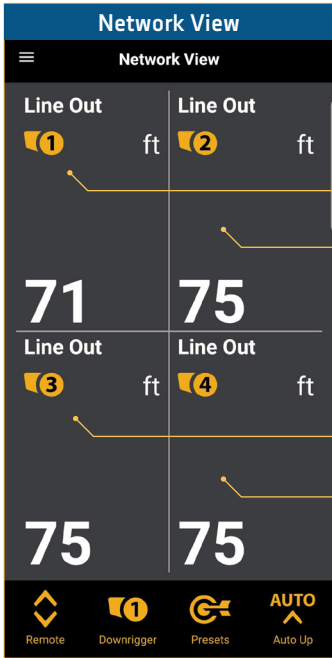 Network View
Network View
Line Out
1 ft
71
Line Out
2 ft
75
Line Out
3 ft
75
Line Out
4 ft
75
1
AUTO
Remote Downrigger Presets Auto Up